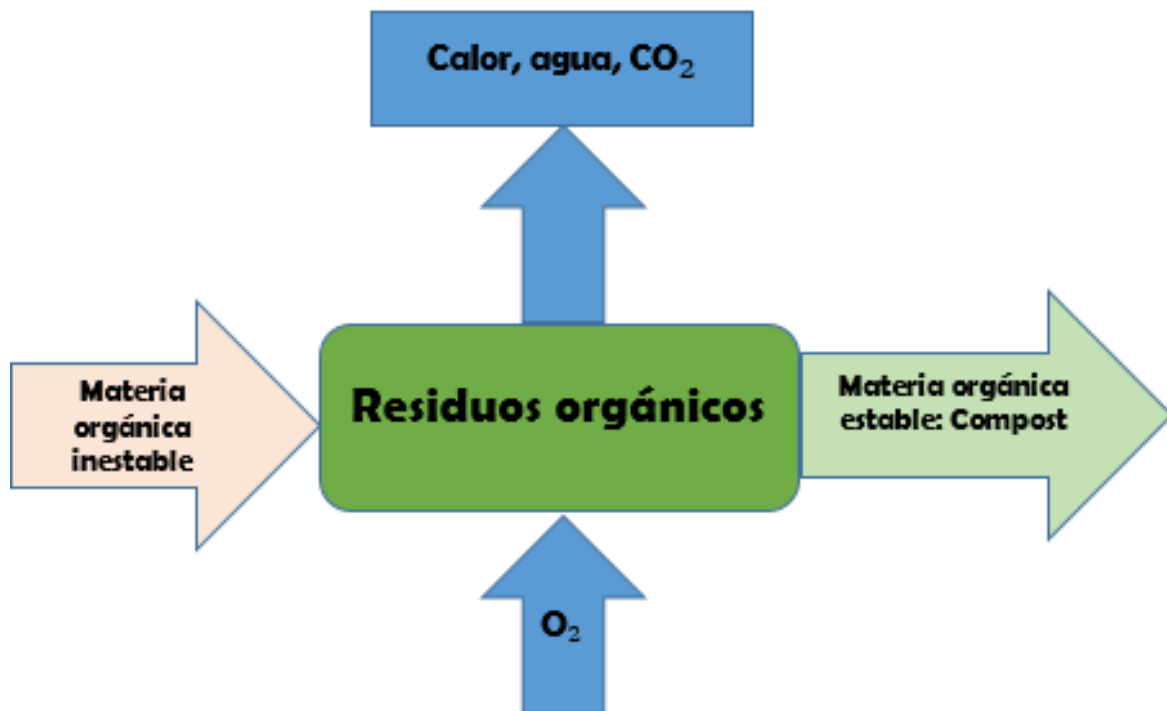 Calor, agua, CO₂
Materia
orgánica
inestable
Residuos orgánicos
Materia orgánica
estable: Compost
O₂